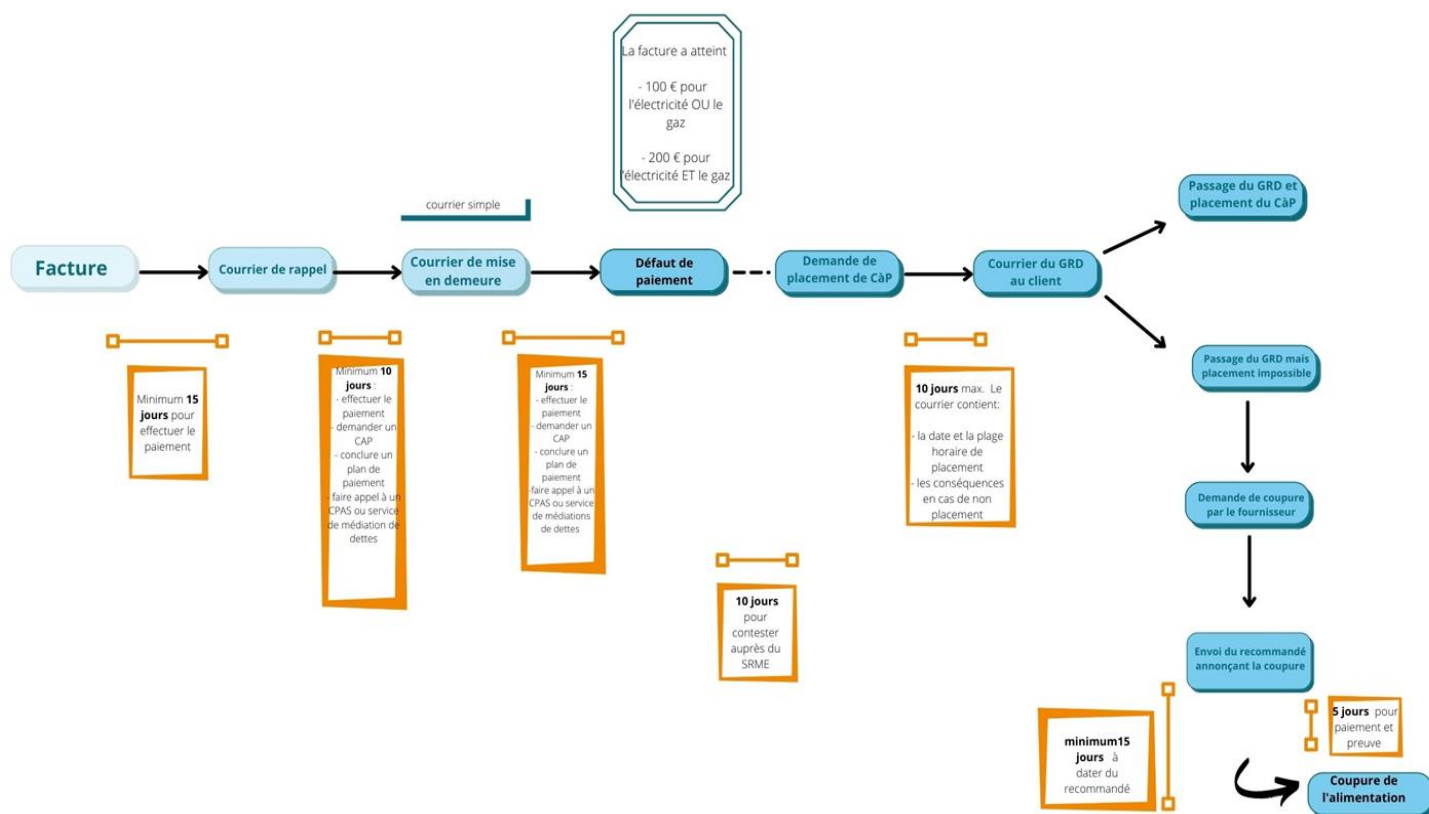 La facture a atteint
- 100 € pour
l'électricité OU le
gaz
- 200 € pour
l'électricité ET le gaz
courrier simple
Facture
Courrier de rappel
Courrier de mise
en demeure
Défaut de
paiement
Demande de
placement de CàP
Courrier du GRD
au client
Passage du GRD et
placement du CàP
Passage du GRD mais
placement impossible
Demande de coupure
par le fournisseur
Envoi du recommandé
annonçant la coupure
Coupure de
l'alimentation
Minimum 15
jours pour
effectuer le
paiement
Minimum 10
jours :
- effectuer le
paiement
- demander un
CAP
- conclure un
plan de
paiement
- faire appel à un
CPAS ou service
de médiation de
dettes
Minimum 15
jours :
- effectuer le
paiement
- demander un
CAP
- conclure un
plan de
paiement
-faire appel à un
CPAS ou service
de médiations
de dettes
10 jours
pour
contester
auprès du
SRME
10 jours max. Le
courrier contient:
- la date et la plage
horaire de
placement
- les conséquences
en cas de non
placement
minimum15
jours à
dater du
recommandé
5 jours pour
paiement et
preuve